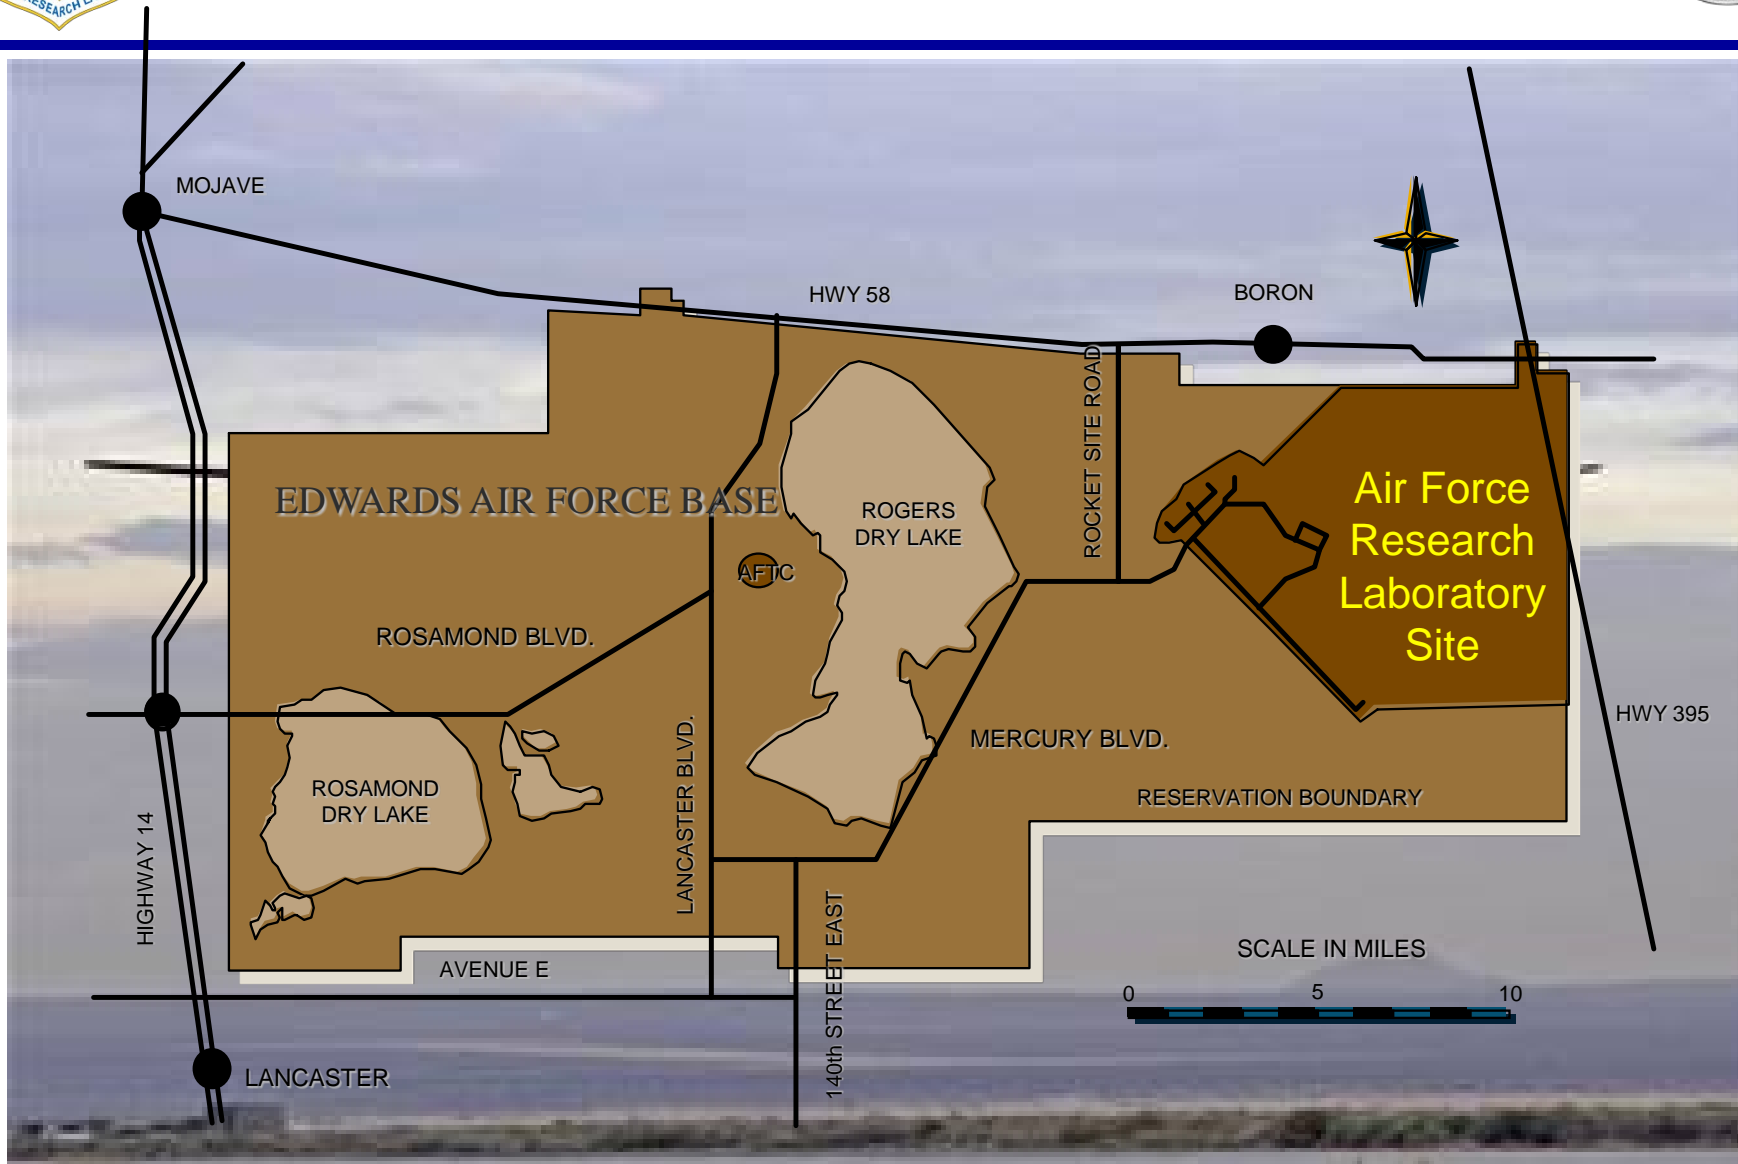 RESEARCH
MOJAVE
HWY 58
BORON
ROCKET SITE ROAD
EDWARDS AIR FORCE BASE
ROGERS
DRY LAKE
Air Force
Research
Laboratory
Site
AFTC
ROSAMOND BLVD.
HWY 395
MERCURY BLVD.
LANCASTER BLVD.
ROSAMOND
DRY LAKE
RESERVATION BOUNDARY
HIGHWAY 14
140th STREET EAST
SCALE IN MILES
AVENUE E
0 5 10
LANCASTER